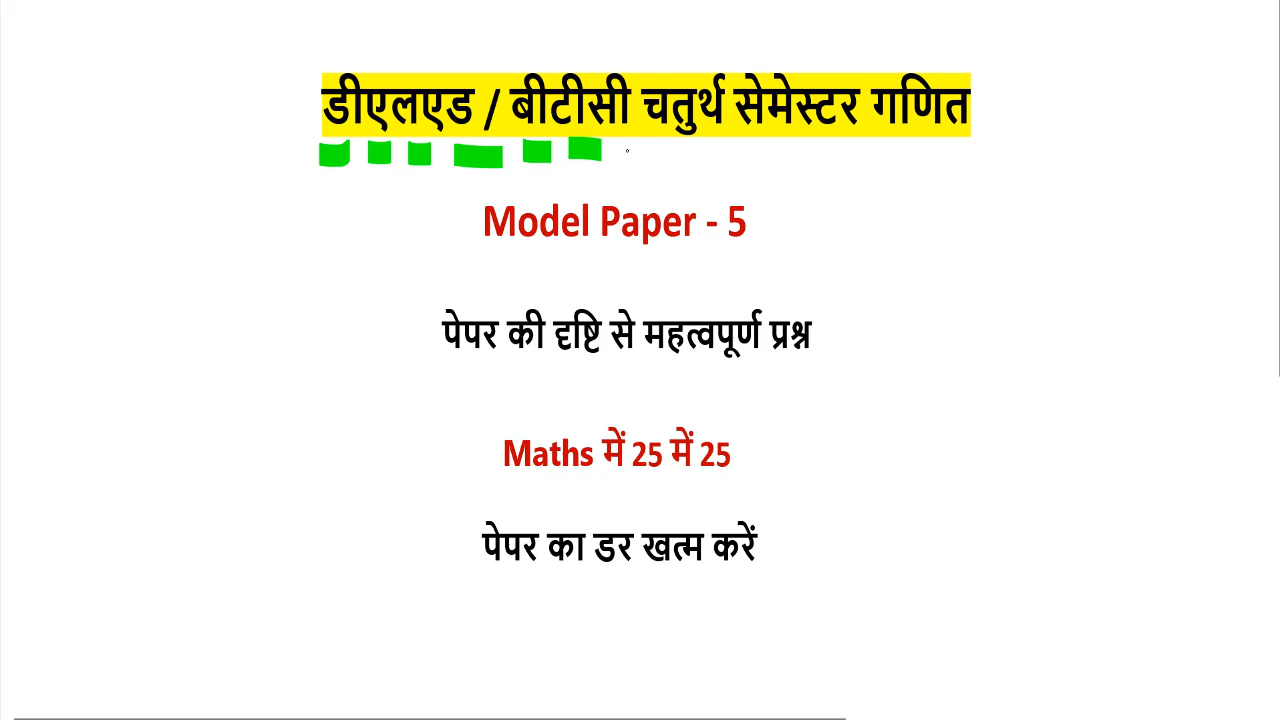 डीएलएड / बीटीसी चतुर्थ सेमेस्टर गणित
Model Paper - 5
पेपर की दृष्टि से महत्वपूर्ण प्रश्न
Maths में 25 में 25
पेपर का डर खत्म करें